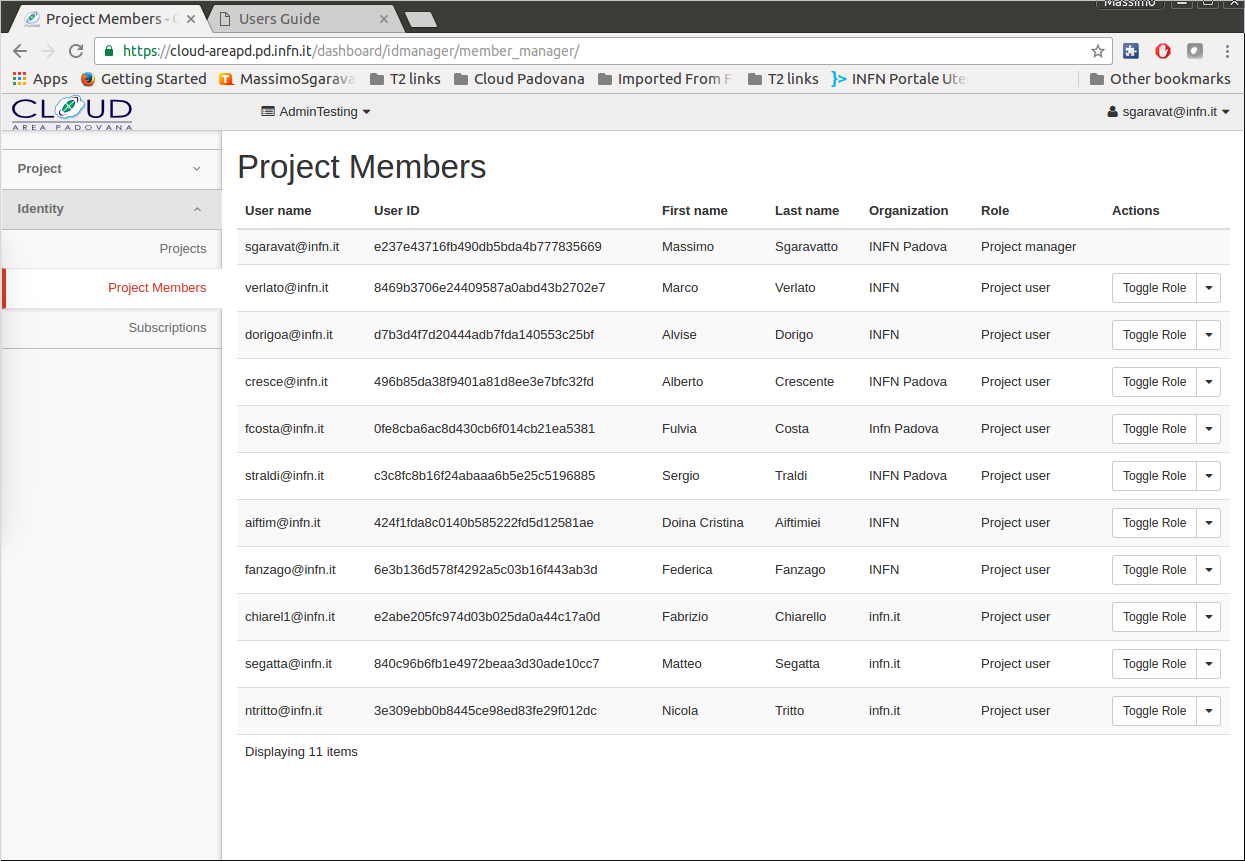 Massimo
Project Members - C
Users Guide
https://cloud-areapd.pd.infn.it/dashboard/idmanager/member_manager/
Apps Getting Started MassimoSgarava T2 links Cloud Padovana Imported From F T2 links INFN Portale Ute Other bookmarks
CLOUD
AREA PADOVANA
AdminTesting
sgaravat@infn.it
Project
Identity
Projects
Project Members
Subscriptions
Project Members
User name User ID First name Last name Organization Role Actions
sgaravat@infn.it e237e43716fb490db5bda4b777835669 Massimo Sgaravatto INFN Padova Project manager
verlato@infn.it 8469b3706e24409587a0abd43b2702e7 Marco Verlato INFN Project user Toggle Role
dorigoa@infn.it d7b3d4f7d20444adb7fda140553c25bf Alvise Dorigo INFN Project user Toggle Role
cresce@infn.it 496b85da38f9401a81d8ee3e7bfc32fd Alberto Crescente INFN Padova Project user Toggle Role
fcosta@infn.it 0fe8cba6ac8d430cb6f014cb21ea5381 Fulvia Costa Infn Padova Project user Toggle Role
straldi@infn.it c3c8fc8b16f24abaaa6b5e25c5196885 Sergio Traldi INFN Padova Project user Toggle Role
aiftim@infn.it 424f1fda8c0140b585222fd5d12581ae Doina Cristina Aiftimiei INFN Project user Toggle Role
fanzago@infn.it 6e3b136d578f4292a5c03b16f443ab3d Federica Fanzago INFN Project user Toggle Role
chiarel1@infn.it e2abe205fc974d03b025da0a44c17a0d Fabrizio Chiarello infn.it Project user Toggle Role
segatta@infn.it 840c96b6fb1e4972beaa3d30ade10cc7 Matteo Segatta infn.it Project user Toggle Role
ntritto@infn.it 3e309ebb0b8445ce98ed83fe29f012dc Nicola Tritto infn.it Project user Toggle Role
Displaying 11 items